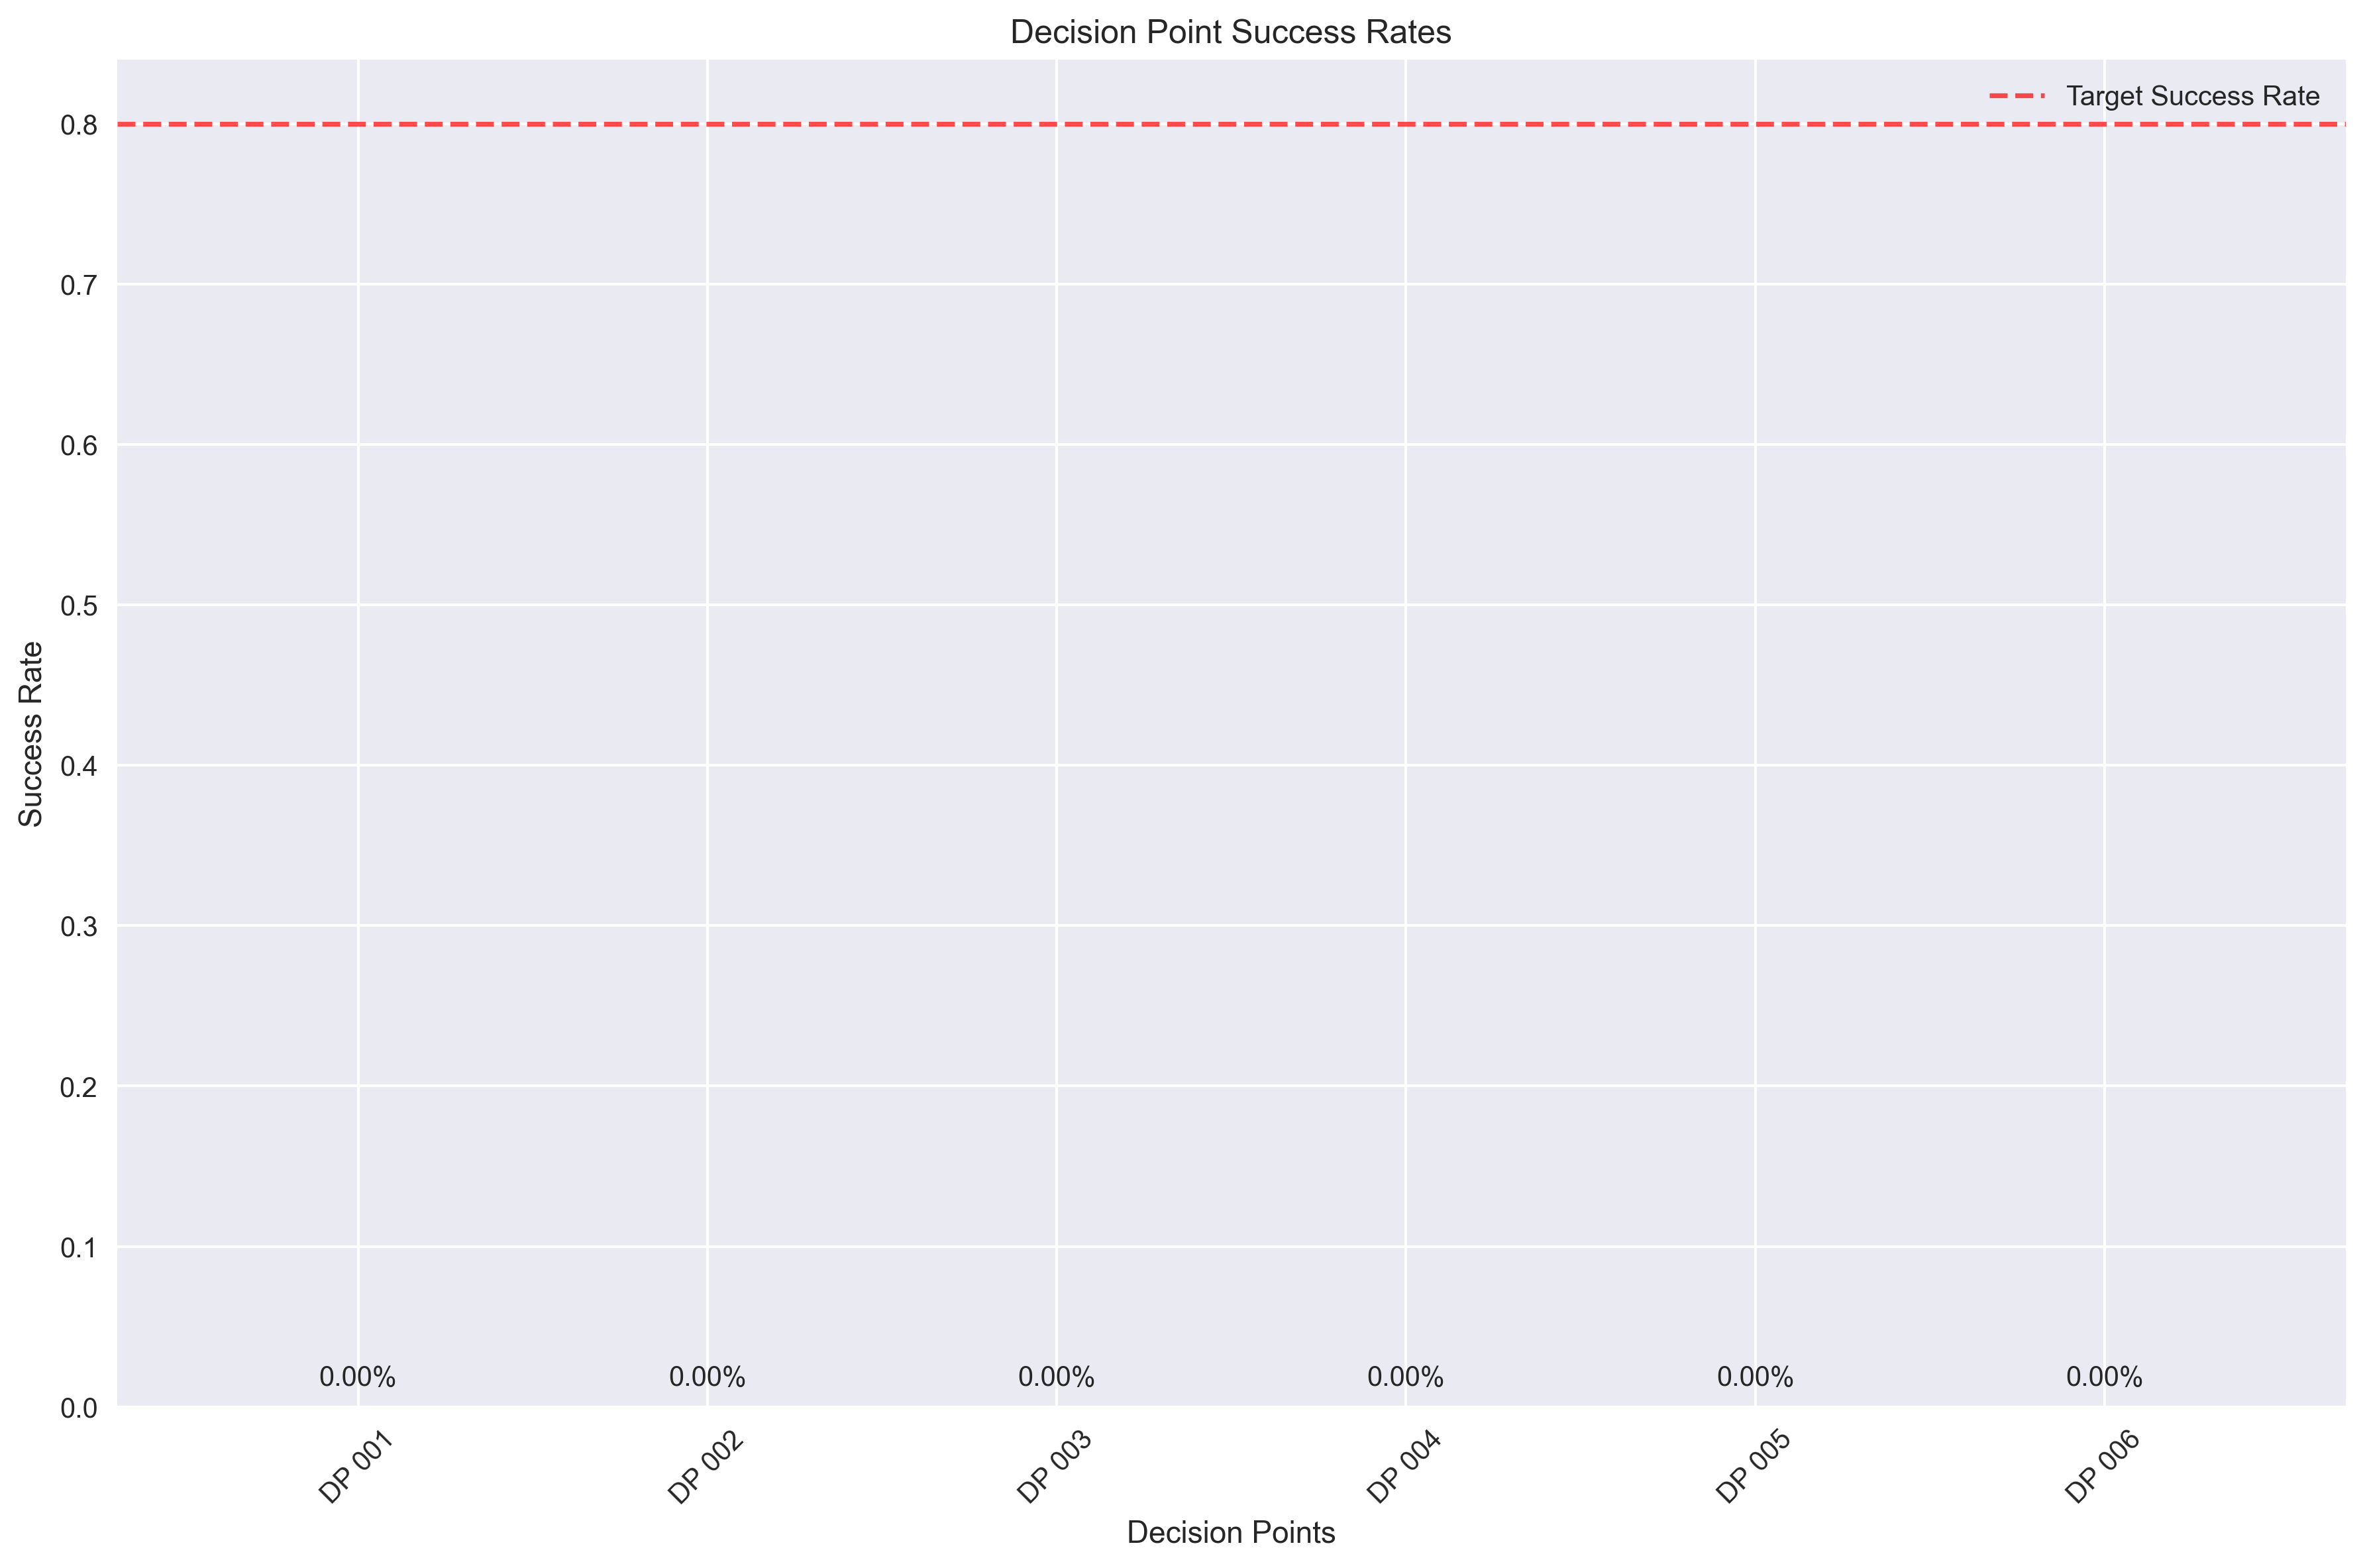 Decision Point Success Rates
Target Success Rate
Success Rate
0.8
0.7
0.6
0.5
0.4
0.3
0.2
0.1
0.0
0.00% 0.00% 0.00% 0.00% 0.00% 0.00%
DP 001 DP 002 DP 003 DP 004 DP 005 DP 006
Decision Points